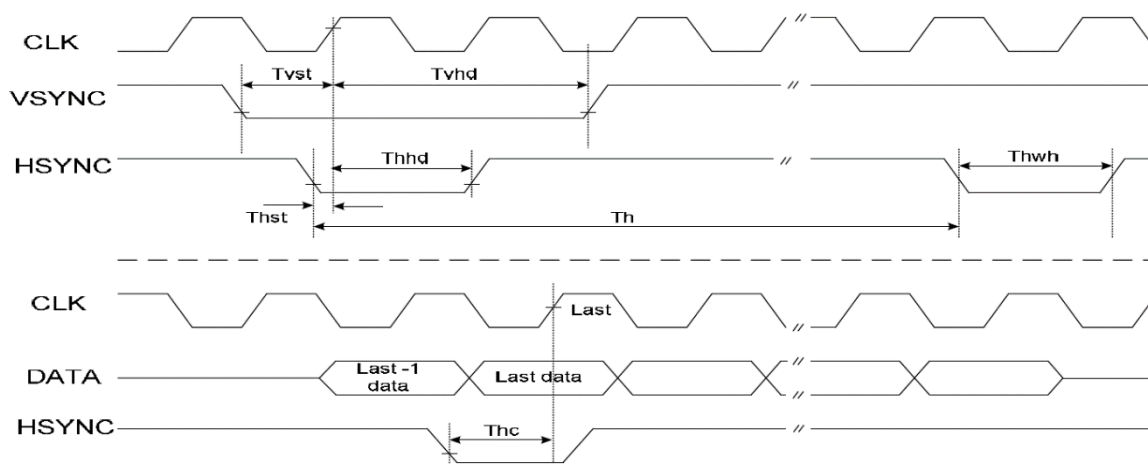 CLK
Tvst
Tvhd
VSYNC
HSYNC
Thhd
Thwh
Thst
Th
CLK
Last
DATA
Last -1
data
Last data
HSYNC
Thc